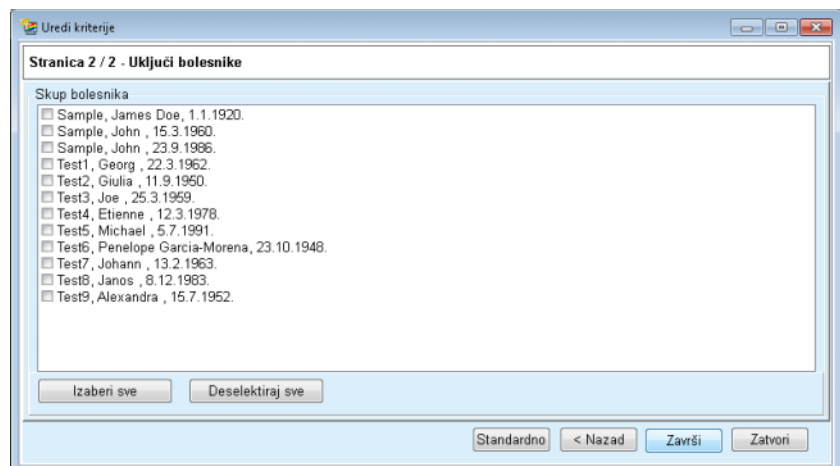 Uredi kriterije
Stranica 2 / 2 - Uključi bolesnike
Skup bolesnika
Sample, James Doe, 1.1.1920.
Sample, John , 15.3.1960.
Sample, John , 23.9.1986.
Test1, Georg , 22.3.1962.
Test2, Giulia , 11.9.1950.
Test3, Joe , 25.3.1959.
Test4, Etienne , 12.3.1978.
Test5, Michael , 5.7.1991.
Test6, Penelope Garcia-Morena, 23.10.1948.
Test7, Johann , 13.2.1963.
Test8, Janos , 8.12.1983.
Test9, Alexandra , 15.7.1952.
Izaberi sve Deselektiraj sve
Standardno < Nazad Završi Zatvori